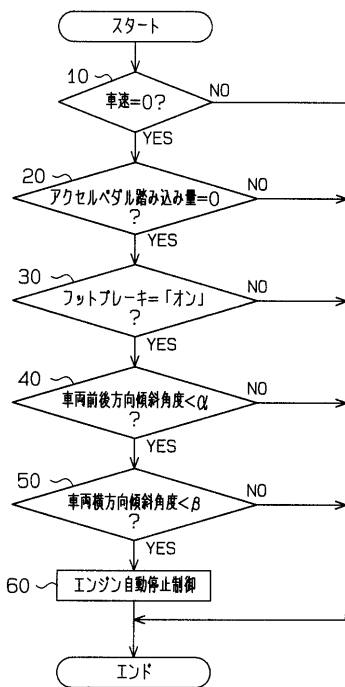 スタート
10
車速=0?
NO
YES
20
アクセルペダル踏み込み量=0
?
NO
YES
30
フットブレーキ=「オン」
?
NO
YES
40
車両前後方向傾斜角度<α
?
NO
YES
50
車両横方向傾斜角度<β
?
NO
YES
60
エンジン自動停止制御
エンド